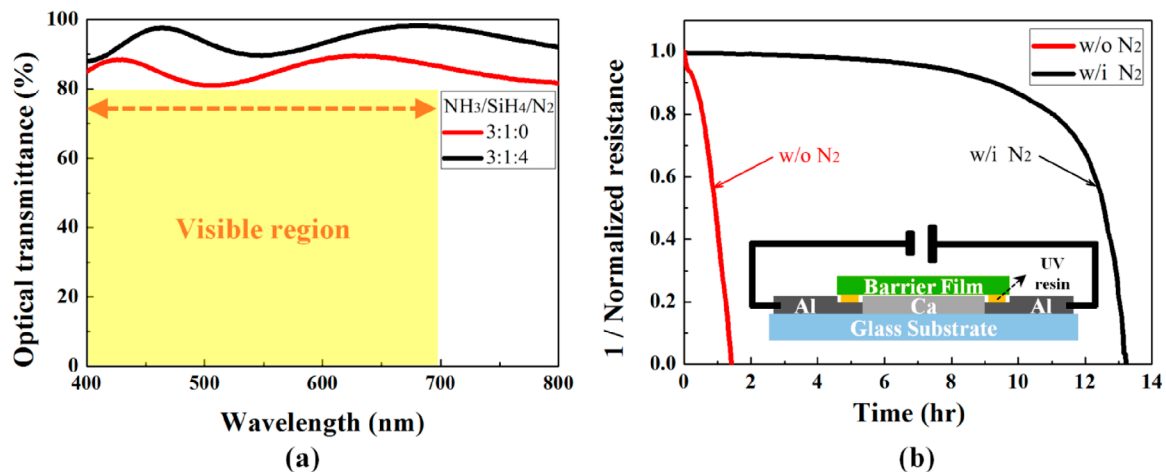 100
80
60
40
20
0
400
500
600
700
800
Optical transmittance (%)
Wavelength (nm)
NH3/SiH4/N2
3:1:0
3:1:4
Visible region
(a)
1.0
0.8
0.6
0.4
0.2
0.0
0
2
4
6
8
10
12
14
1 / Normalized resistance
Time (hr)
w/o N2
w/i N2
w/o N2
w/i N2
UV
resin
Barrier Film
Al
Ca
Al
Glass Substrate
(b)